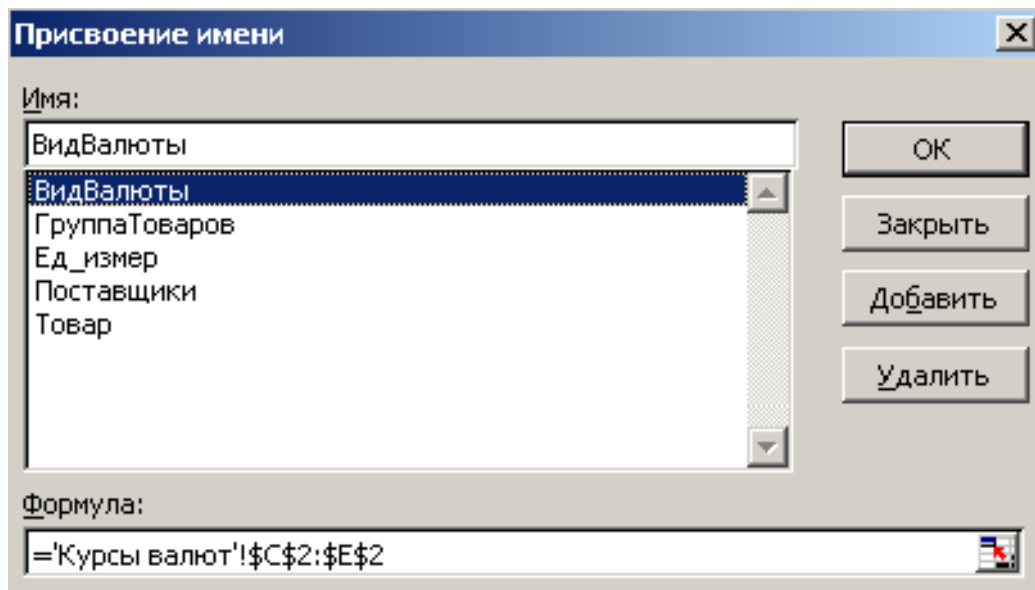 Присвоение имени
Имя:
ВидВалюты
ВидВалюты
ГруппаТоваров
Ед_измер
Поставщики
Товар
ОК
Закрыть
Добавить
Удалить
Формула:
='Курсы валют'!$C$2:$E$2